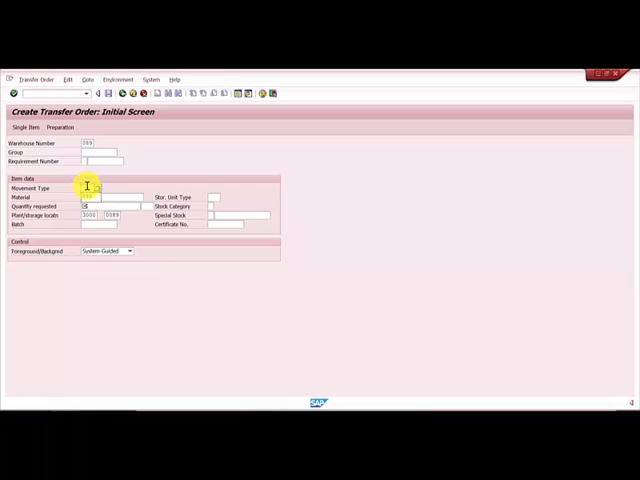 Transfer Order Edit Goto Environment System Help
Create Transfer Order: Initial Screen
Single Item Preparation
Warehouse Number 089
Group
Requirement Number
Item data
Movement Type
Material Stor. Unit Type
Quantity requested Stock Category
Plant/storage locatn 3000 0089 Special Stock
Batch Certificate No.
Control
Foreground/Backgrnd System Guided
SAP